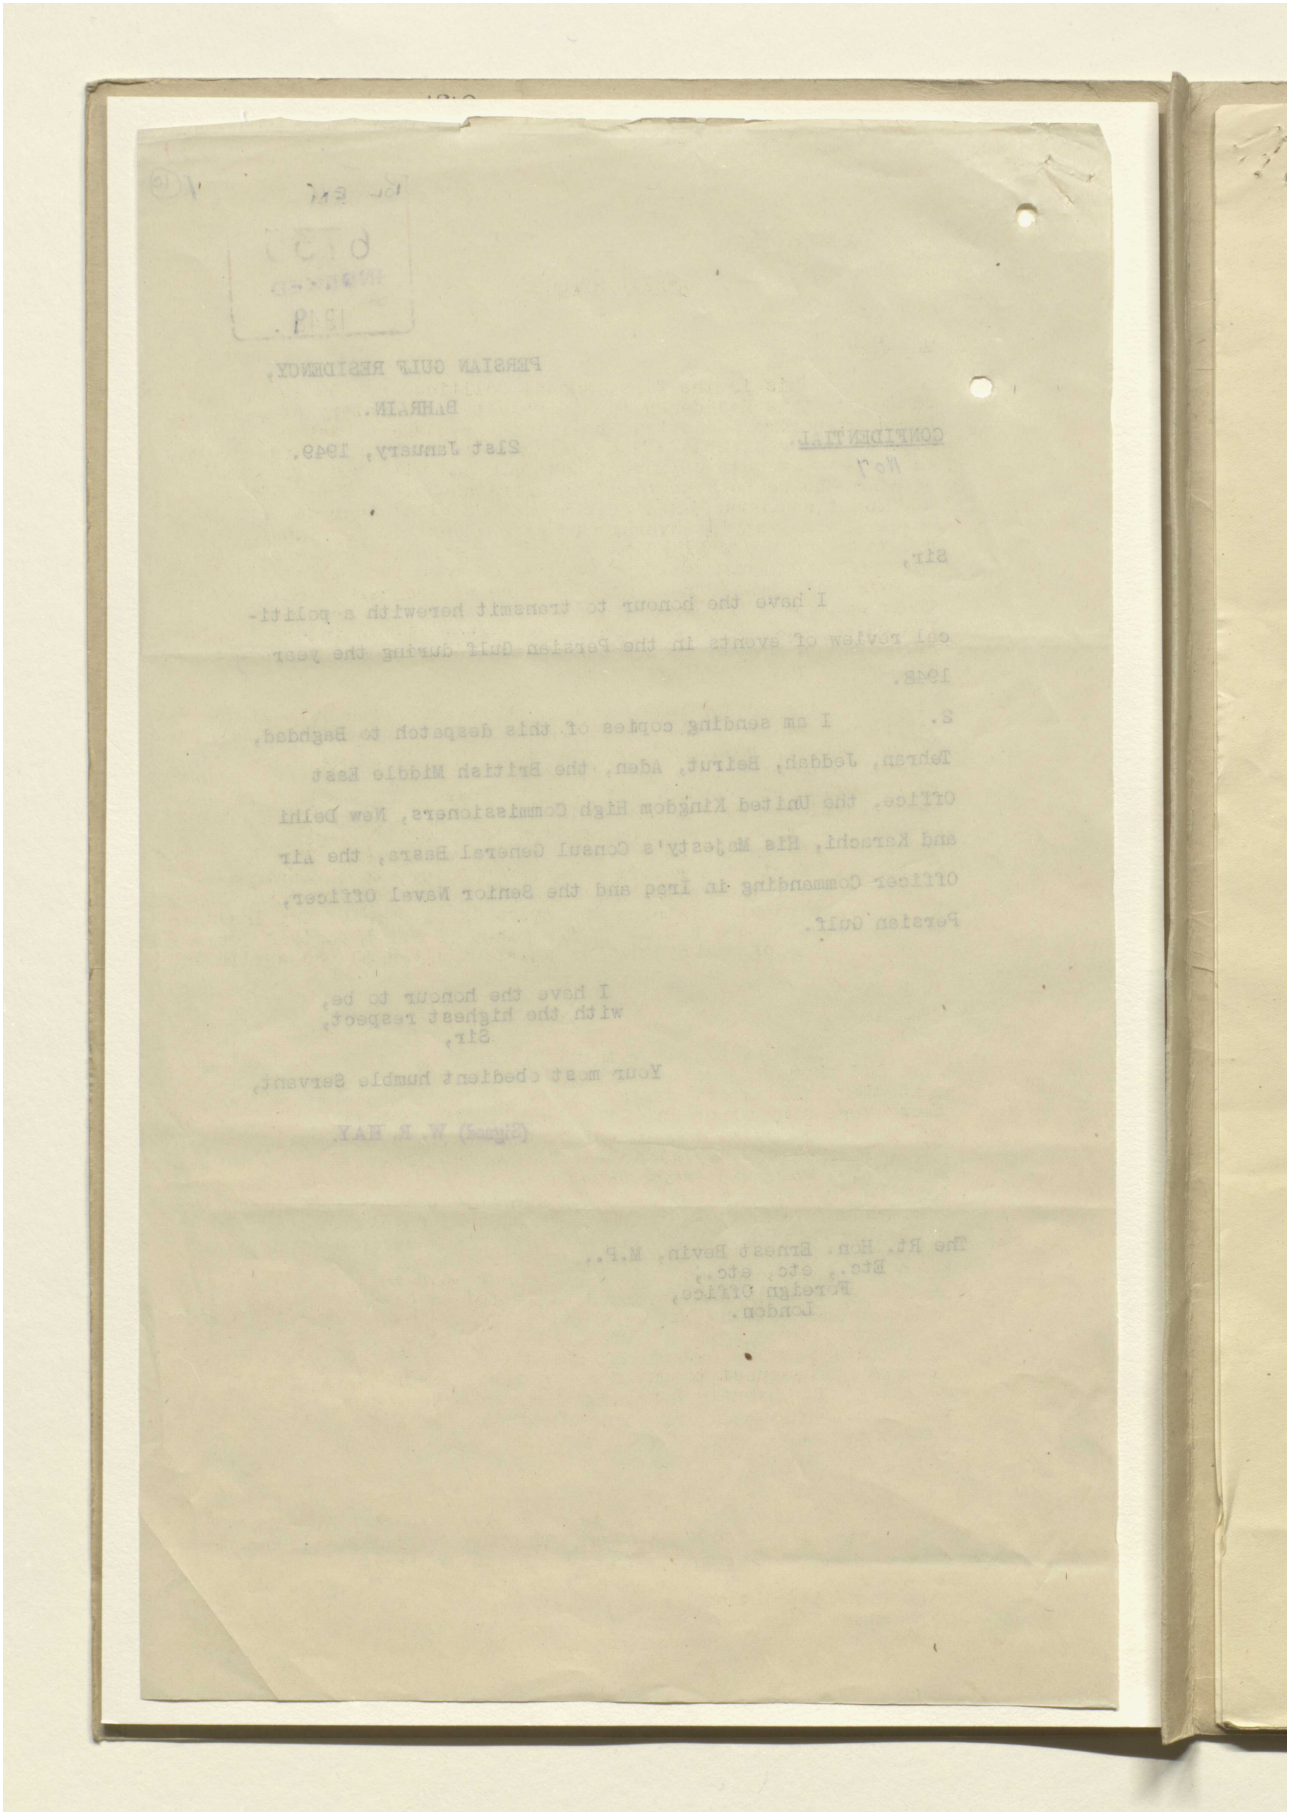 INDEXED
1949
PERSIAN GULF RESIDENCY,
BAHRAIN.
CONFIDENTIAL.
21st January, 1949.
No 7
Sir,
I have the honour to transmit herewith a politi-
cal review of events in the Persian Gulf during the year
1948.
2. I am sending copies of this despatch to Baghdad,
Tehran, Jeddah, Beirut, Aden, the British Middle East
Office, the United Kingdom High Commissioners, New Delhi
and Karachi, His Majesty's Consul General Basra, the Air
Officer Commanding in Iraq and the Senior Naval Officer,
Persian Gulf.
I have the honour to be,
with the highest respect,
Sir,
Your most obedient humble Servant,
(Signed) W. R. HAY.
The Rt. Hon. Ernest Bevin, M.P.,
Etc., etc, etc.,
Foreign Office,
London.